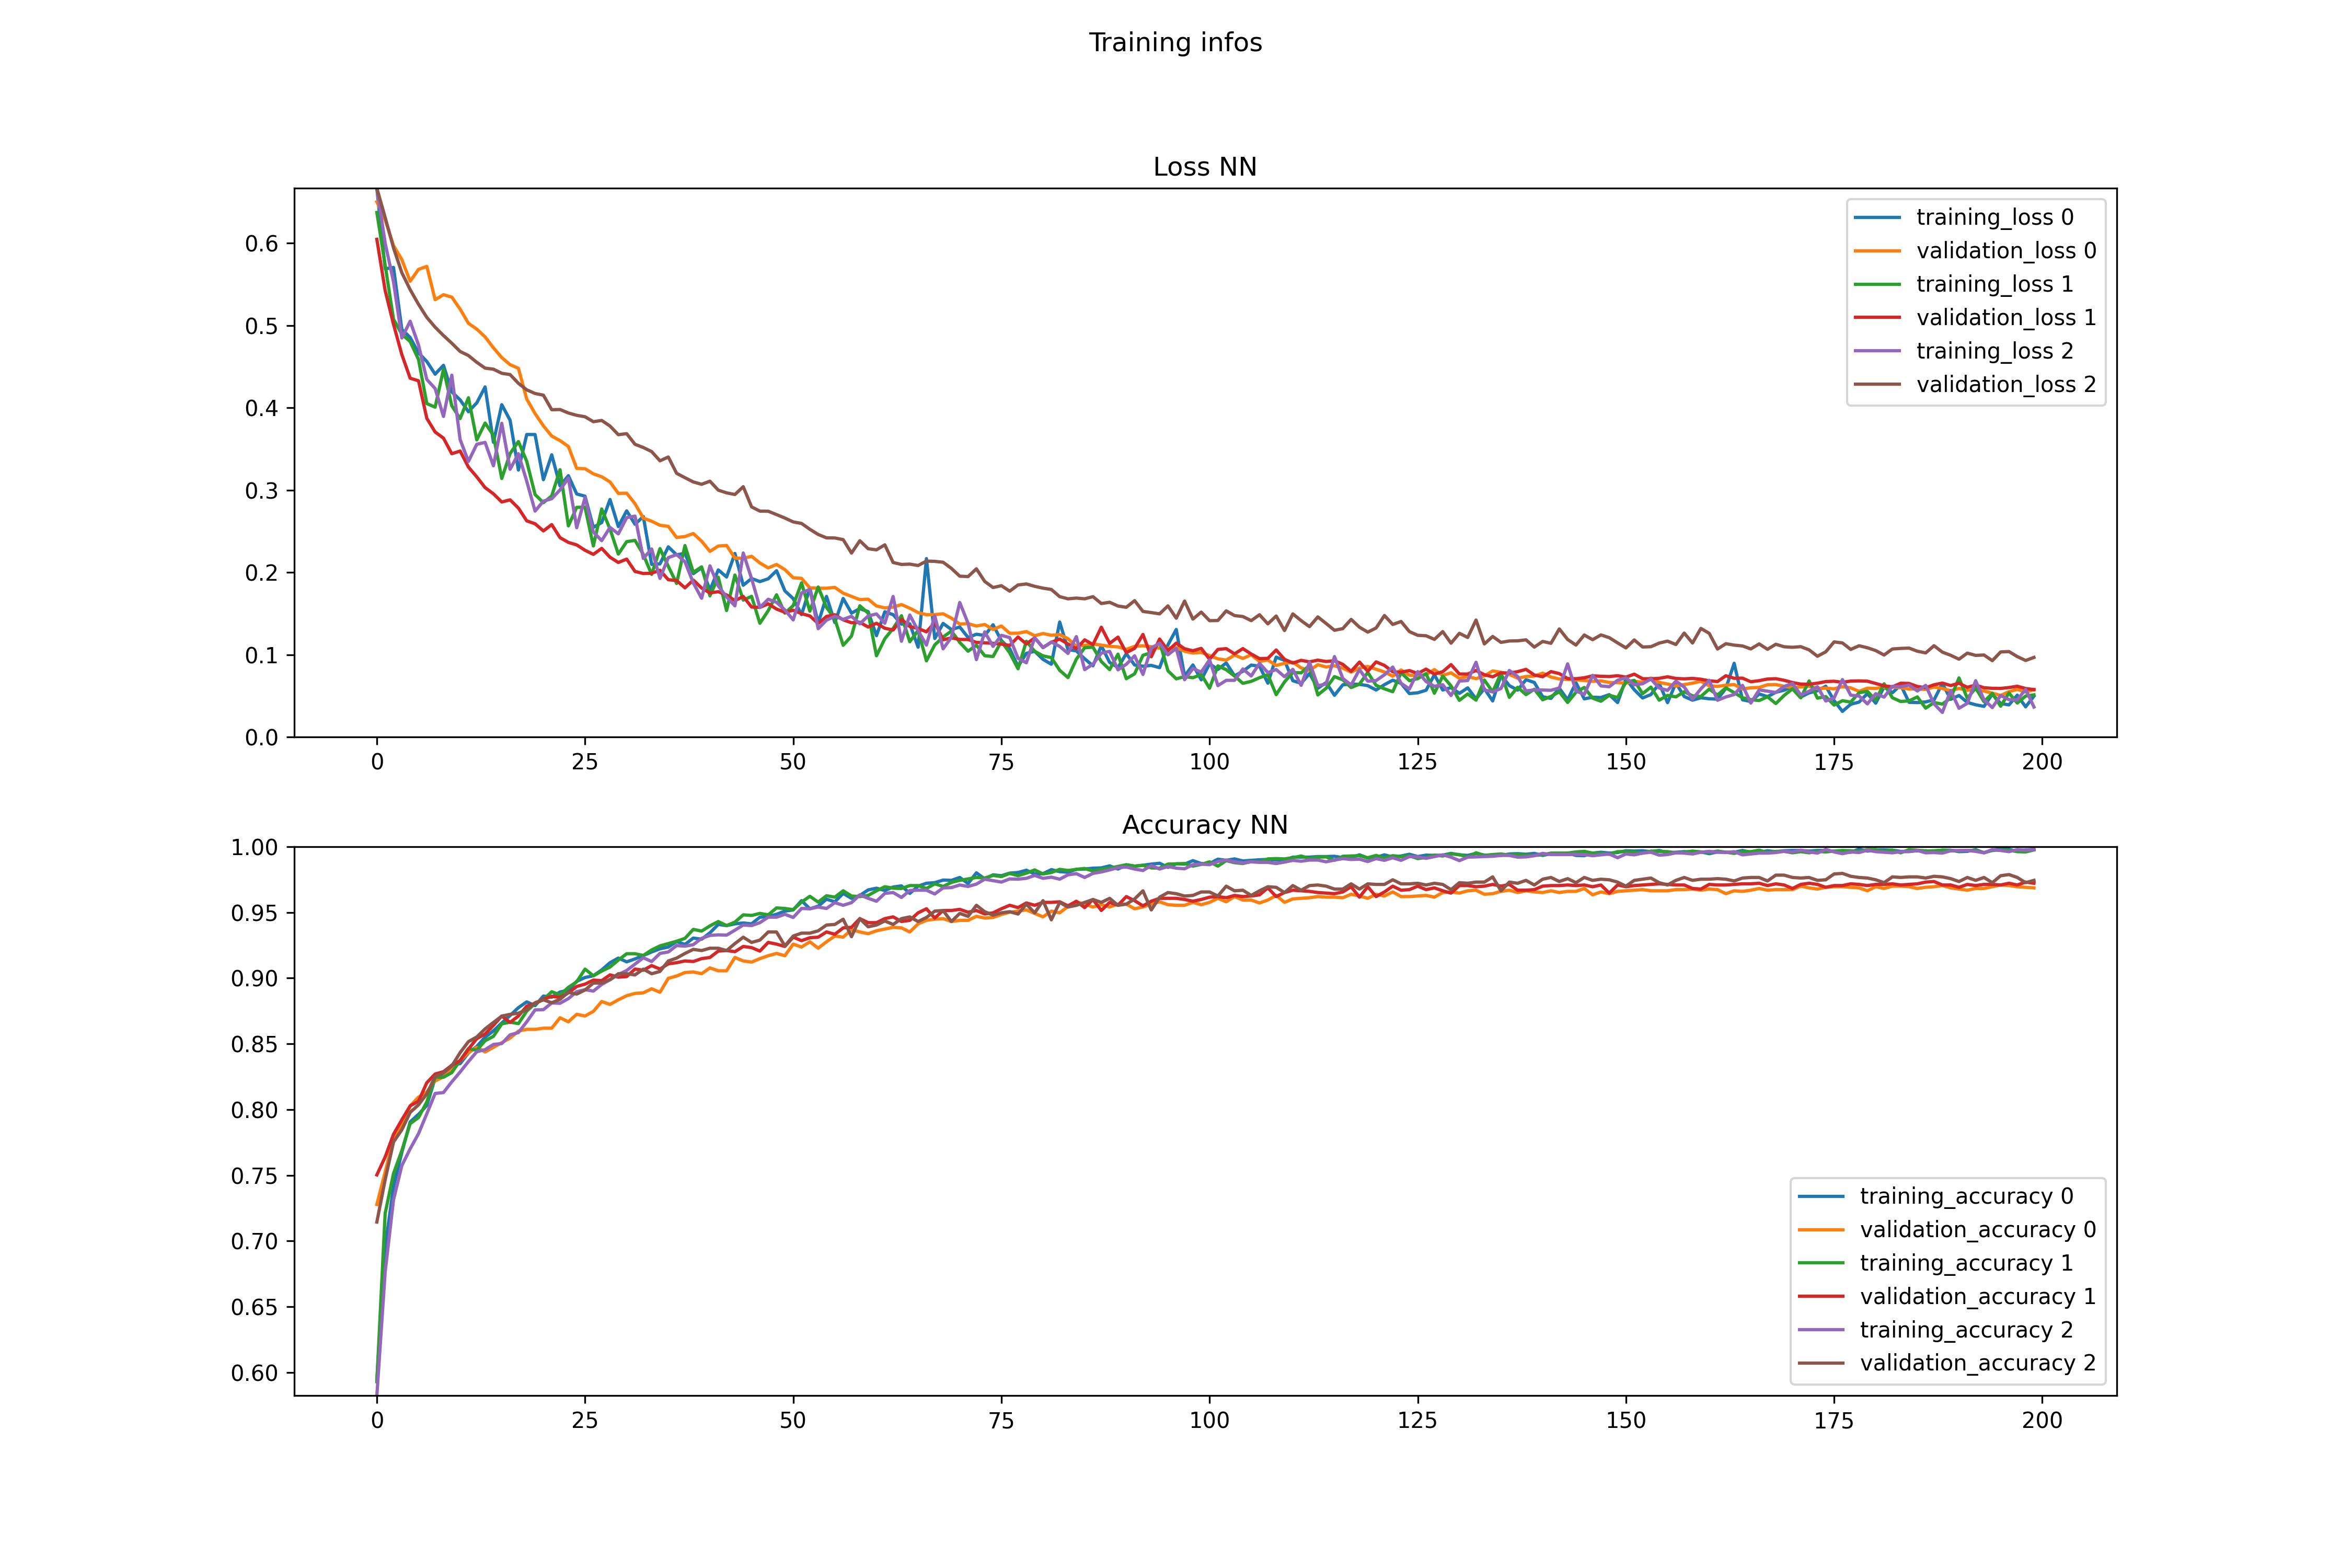 Training infos
Loss NN
0.6
0.5
0.4
0.3
0.2
0.1
0.0
training_loss 0
validation_loss 0
training_loss 1
validation_loss 1
training_loss 2
validation_loss 2
0 25 50 75 100 125 150 175 200
Accuracy NN
1.00
0.95
0.90
0.85
0.80
0.75
0.70
0.65
0.60
training_accuracy 0
validation_accuracy 0
training_accuracy 1
validation_accuracy 1
training_accuracy 2
validation_accuracy 2
0 25 50 75 100 125 150 175 200